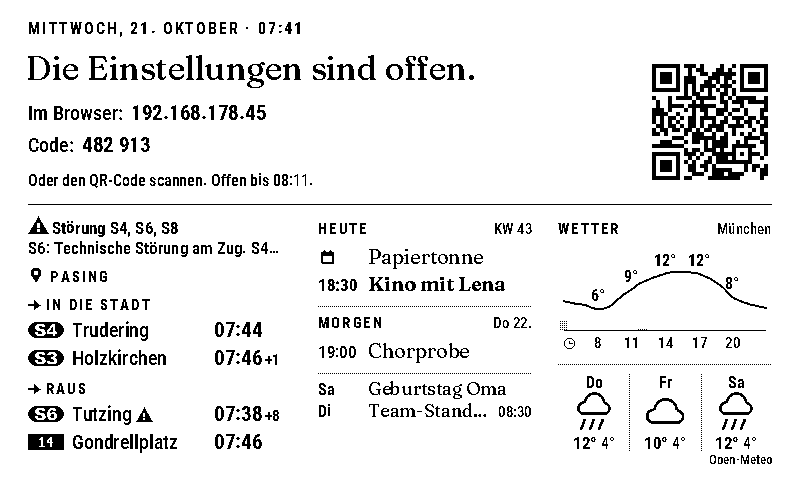 MITTWOCH, 21. OKTOBER · 07:41
Die Einstellungen sind offen.
Im Browser: 192.168.178.45
Code: 482 913
Oder den QR-Code scannen. Offen bis 08:11.
Störung S4, S6, S8
S6: Technische Störung am Zug. S4...
PASING
IN DIE STADT
S4 Trudering 07:44
S3 Holzkirchen 07:46 +1
RAUS
S6 Tutzing 07:38 +8
14 Gondrellplatz 07:46
HEUTE KW 43
Papiertonne
18:30 Kino mit Lena
MORGEN Do 22.
19:00 Chorprobe
Sa Geburtstag Oma
Di Team-Stand... 08:30
WETTER München
6° 9° 12° 12° 8°
8 11 14 17 20
Do Fr Sa
12° 4° 10° 4° 12° 4°
Open-Meteo